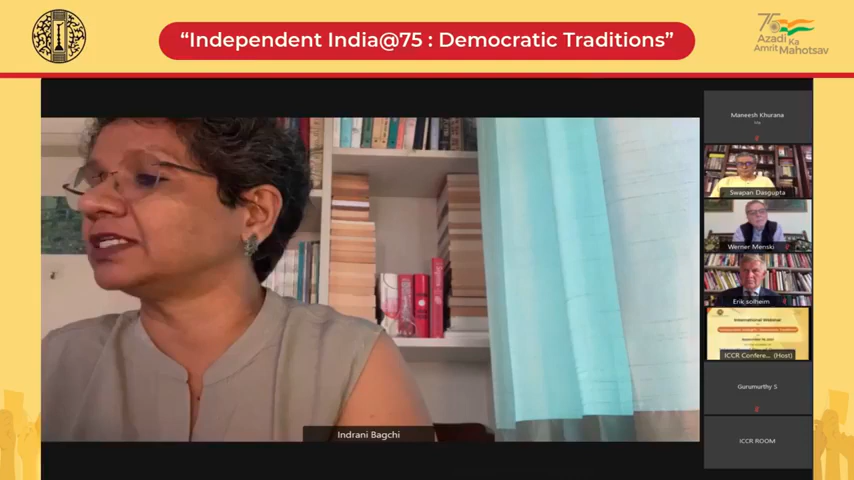 “Independent India@75 : Democratic Traditions”
75
Azadi Ka
Amrit Mahotsav
Maneesh Khurana
Swapan Dasgupta
Werner Menski
Erik solheim
International Webinar
ICCR Confere... (Host)
Gurumurthy S
ICCR ROOM
Indrani Bagchi